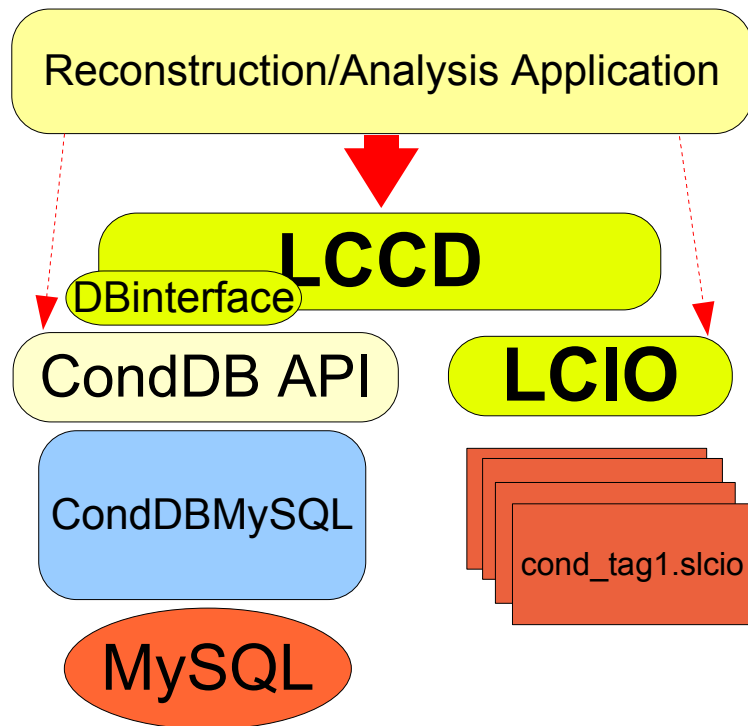 Reconstruction/Analysis Application
LCCD
DBinterface
CondDB API
LCIO
CondDBMySQL
cond_tag1.slcio
MySQL